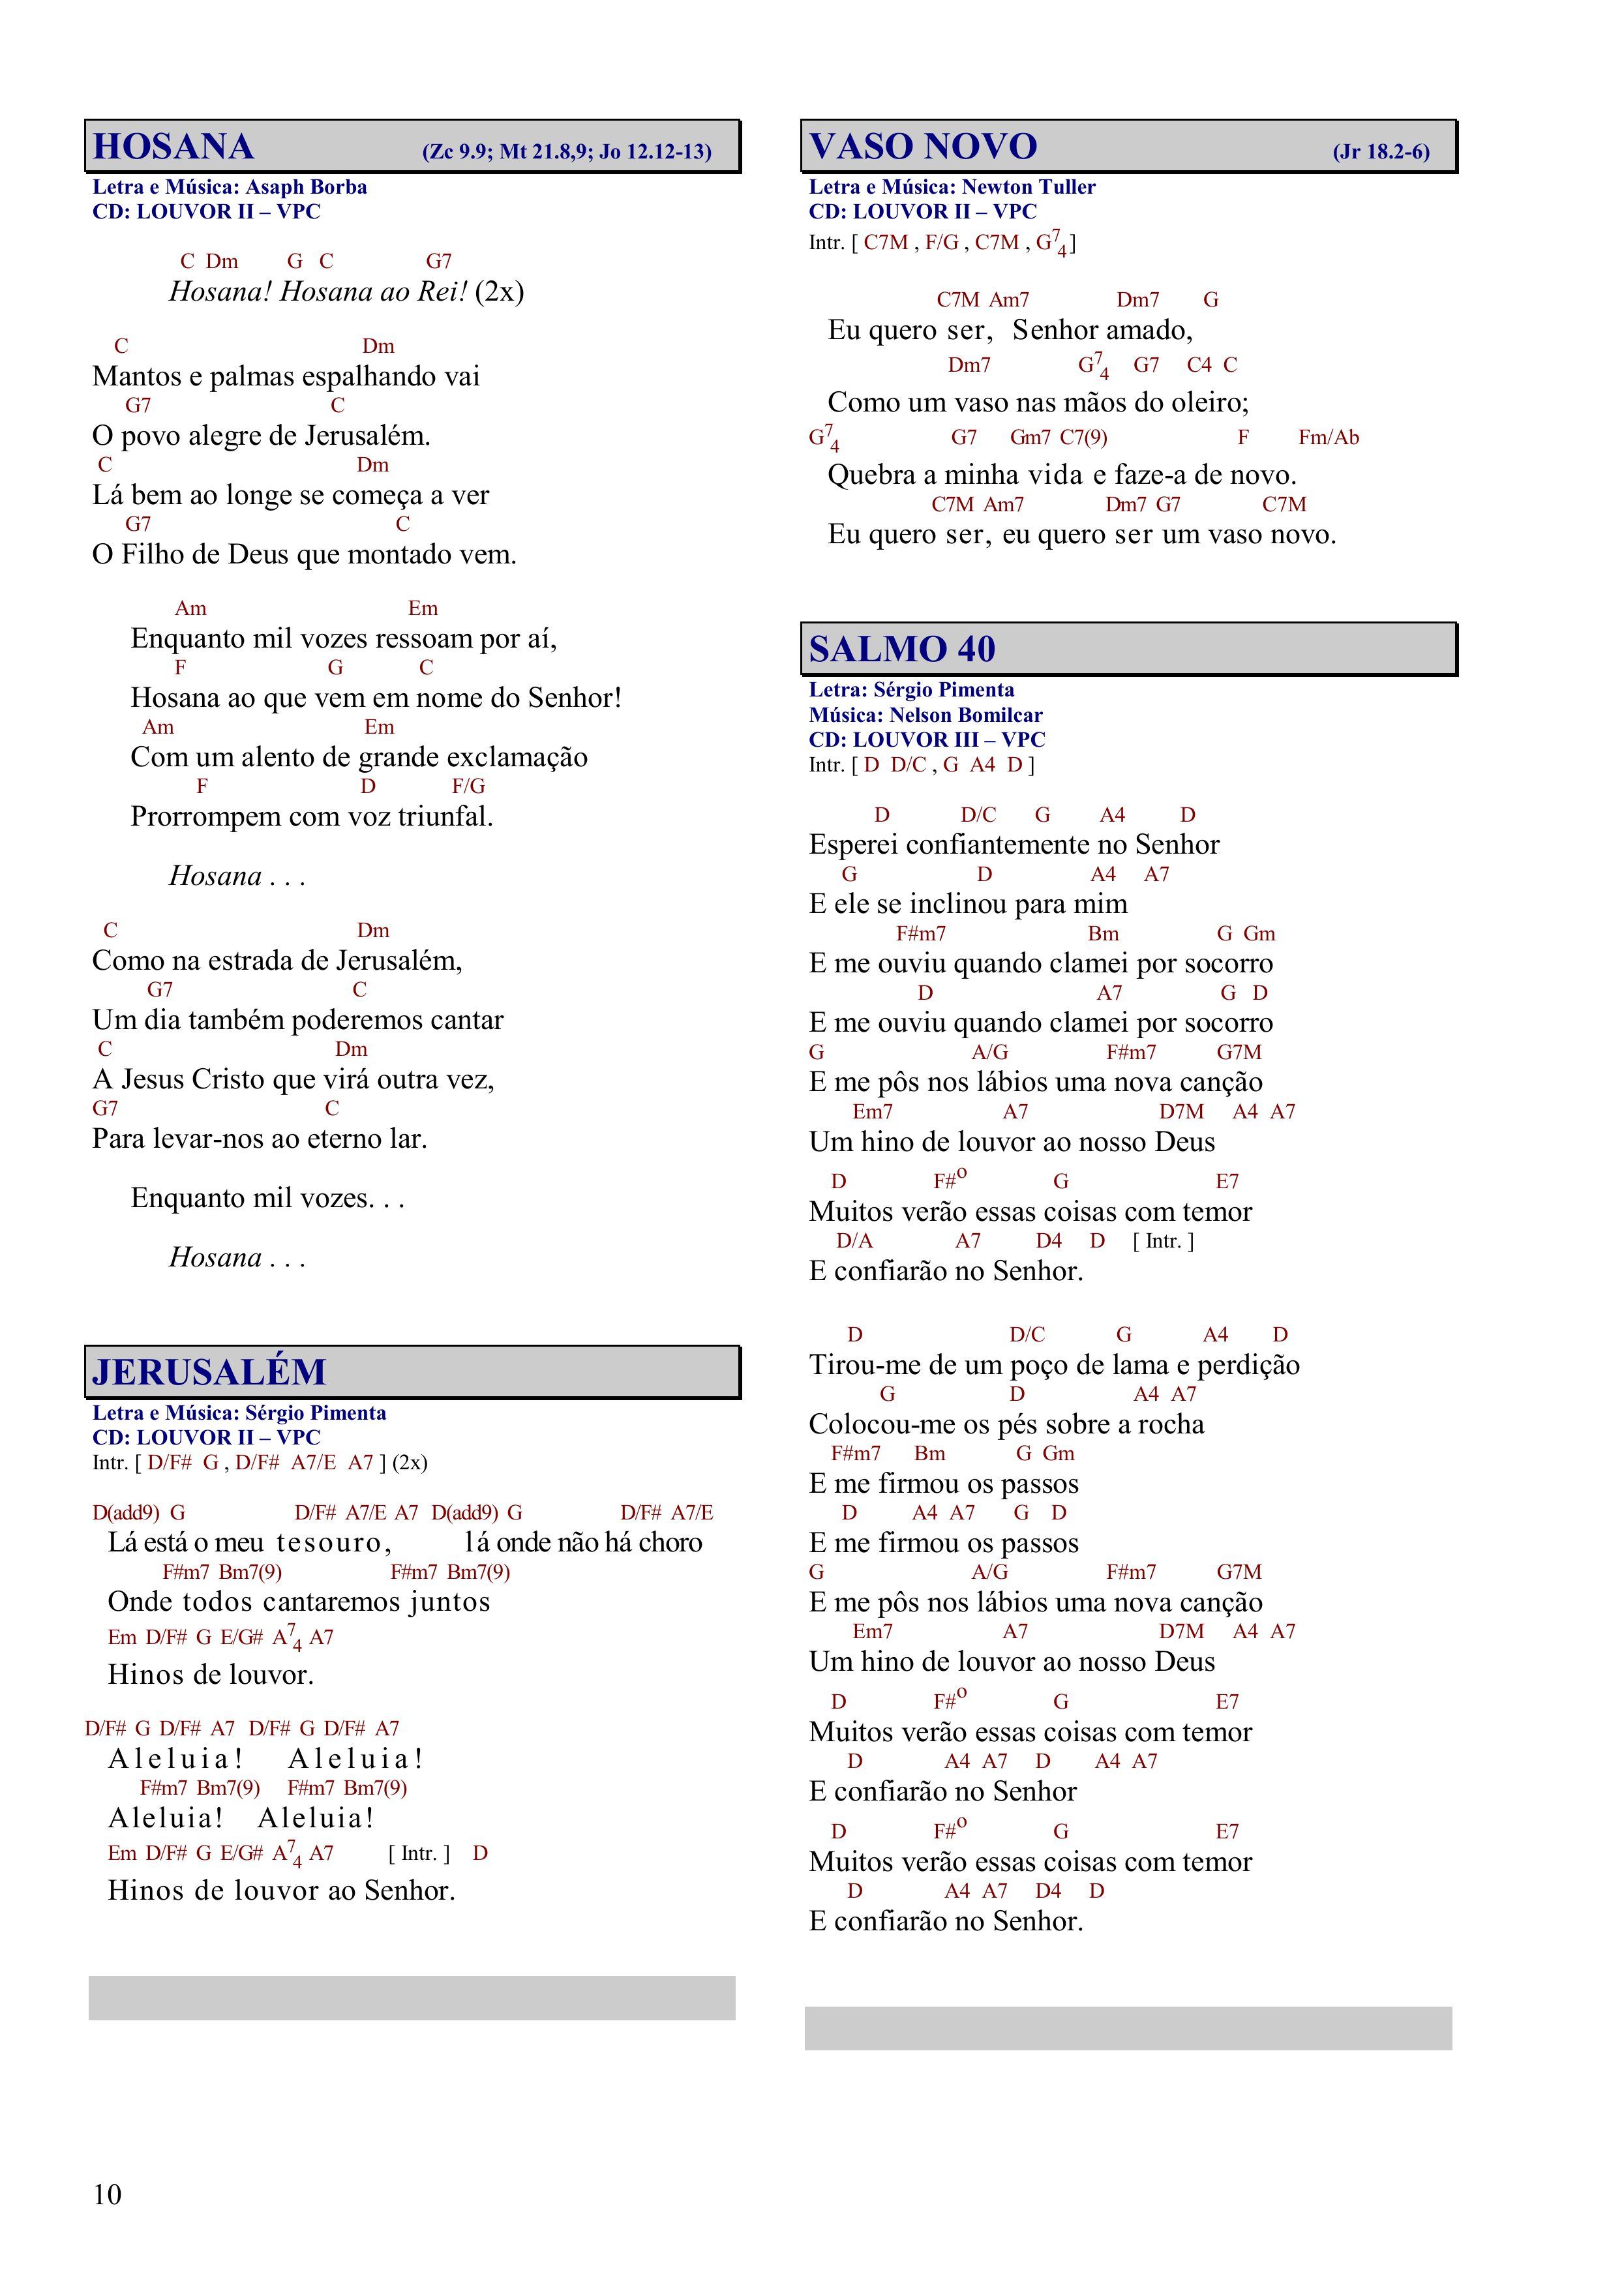 HOSANA (Zc 9.9; Mt 21.8,9; Jo 12.12-13)
Letra e Música: Asaph Borba
CD: LOUVOR II – VPC
C Dm G C G7
Hosana! Hosana ao Rei! (2x)
C Dm
Mantos e palmas espalhando vai
G7 C
O povo alegre de Jerusalém.
C Dm
Lá bem ao longe se começa a ver
G7 C
O Filho de Deus que montado vem.
Am Em
Enquanto mil vozes ressoam por aí,
F G C
Hosana ao que vem em nome do Senhor!
Am Em
Com um alento de grande exclamação
F D F/G
Prorrompem com voz triunfal.
Hosana . . .
C Dm
Como na estrada de Jerusalém,
G7 C
Um dia também poderemos cantar
C Dm
A Jesus Cristo que virá outra vez,
G7 C
Para levar-nos ao eterno lar.
Enquanto mil vozes. . .
Hosana . . .
JERUSALÉM
Letra e Música: Sérgio Pimenta
CD: LOUVOR II – VPC
Intr. [ D/F# G , D/F# A7/E A7 ] (2x)
D(add9) G D/F# A7/E A7 D(add9) G D/F# A7/E
Lá está o meu tesouro, lá onde não há choro
F#m7 Bm7(9) F#m7 Bm7(9)
Onde todos cantaremos juntos
Em D/F# G E/G# A74 A7
Hinos de louvor.
D/F# G D/F# A7 D/F# G D/F# A7
Aleluia! Aleluia!
F#m7 Bm7(9) F#m7 Bm7(9)
Aleluia! Aleluia!
Em D/F# G E/G# A74 A7 [ Intr. ] D
Hinos de louvor ao Senhor.
VASO NOVO (Jr 18.2-6)
Letra e Música: Newton Tuller
CD: LOUVOR II – VPC
Intr. [ C7M , F/G , C7M , G74 ]
C7M Am7 Dm7 G
Eu quero ser, Senhor amado,
Dm7 G74 G7 C4 C
Como um vaso nas mãos do oleiro;
G74 G7 Gm7 C7(9) F Fm/Ab
Quebra a minha vida e faze-a de novo.
C7M Am7 Dm7 G7 C7M
Eu quero ser, eu quero ser um vaso novo.
SALMO 40
Letra: Sérgio Pimenta
Música: Nelson Bomilcar
CD: LOUVOR III – VPC
Intr. [ D D/C , G A4 D ]
D D/C G A4 D
Esperei confiantemente no Senhor
G D A4 A7
E ele se inclinou para mim
F#m7 Bm G Gm
E me ouviu quando clamei por socorro
D A7 G D
E me ouviu quando clamei por socorro
G A/G F#m7 G7M
E me pôs nos lábios uma nova canção
Em7 A7 D7M A4 A7
Um hino de louvor ao nosso Deus
D F#º G E7
Muitos verão essas coisas com temor
D/A A7 D4 D [ Intr. ]
E confiarão no Senhor.
D D/C G A4 D
Tirou-me de um poço de lama e perdição
G D A4 A7
Colocou-me os pés sobre a rocha
F#m7 Bm G Gm
E me firmou os passos
D A4 A7 G D
E me firmou os passos
G A/G F#m7 G7M
E me pôs nos lábios uma nova canção
Em7 A7 D7M A4 A7
Um hino de louvor ao nosso Deus
D F#º G E7
Muitos verão essas coisas com temor
D A4 A7 D A4 A7
E confiarão no Senhor
D F#º G E7
Muitos verão essas coisas com temor
D A4 A7 D4 D
E confiarão no Senhor.
10